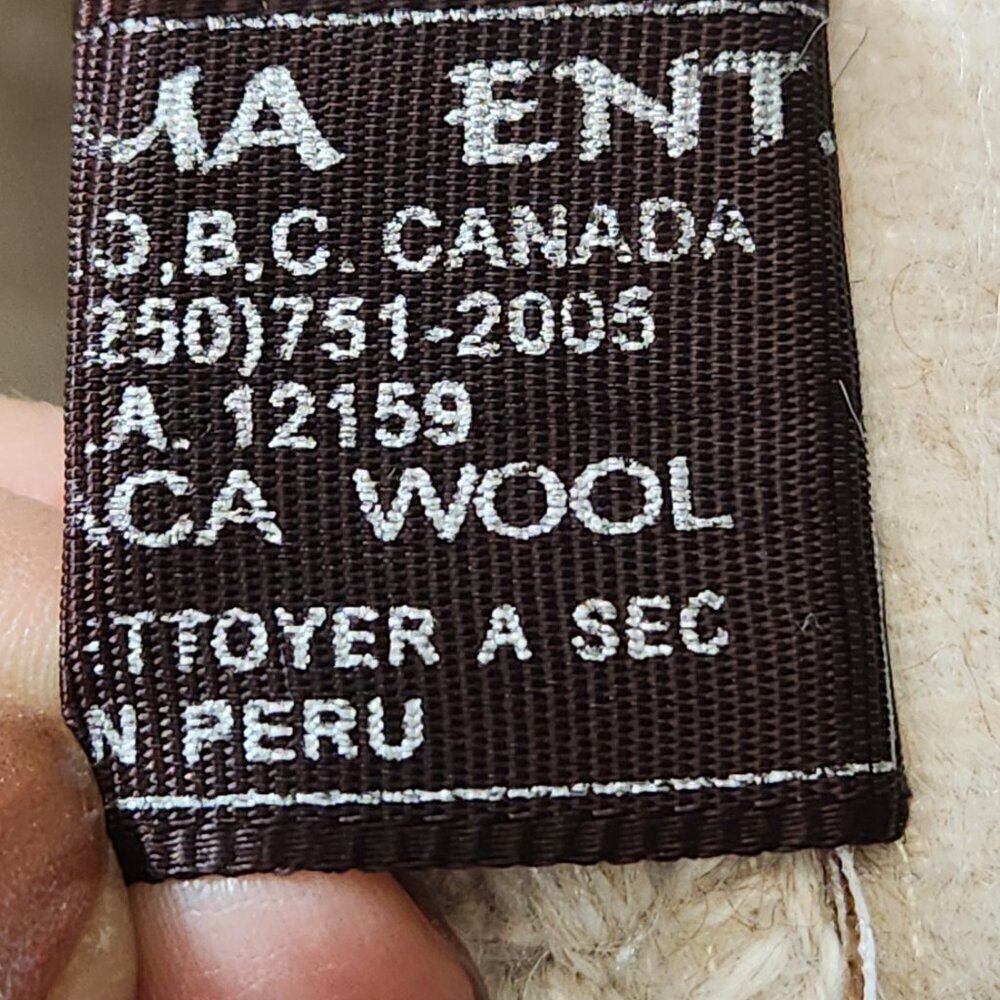 MA ENT.
O,B,C. CANADA
250)751-2005
.A. 12159
CA WOOL
TTOYER A SEC
N PERU